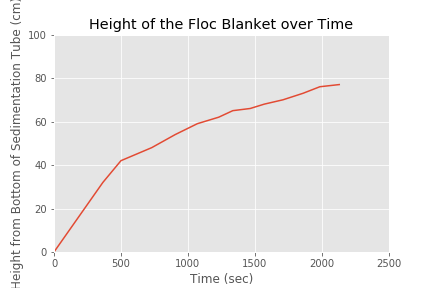 Height of the Floc Blanket over Time
Height from Bottom of Sedimentation Tube (cm)
100
80
60
40
20
0
0 500 1000 1500 2000 2500
Time (sec)